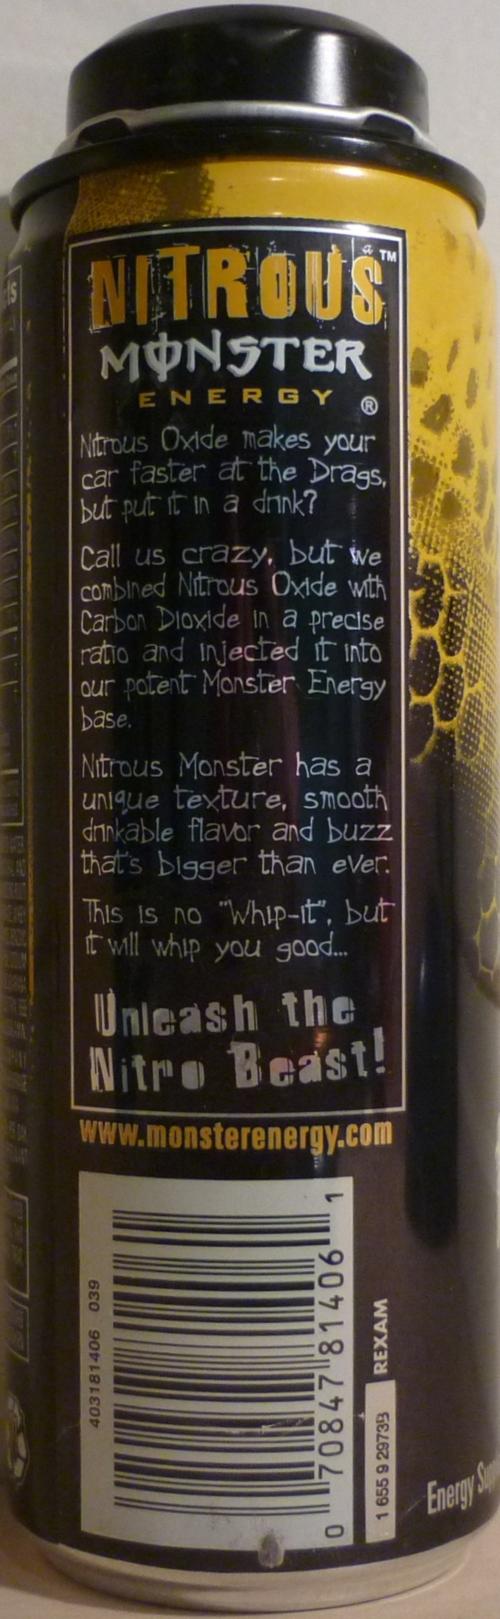 NITROUS™
MONSTER
ENERGY ®
Nitrous Oxide makes your
car faster at the Drags,
but put it in a drink?
Call us crazy, but we
combined Nitrous Oxide with
Carbon Dioxide in a precise
ratio and injected it into
our potent Monster Energy
base.
Nitrous Monster has a
unique texture, smooth
drinkable flavor and buzz
that's bigger than ever.
This is no "Whip-it", but
it will whip you good...
Unleash the
Nitro Beast!
www.monsterenergy.com
403181406 039
0 70847 81406 1
1 655 9 2973B
REXAM
Energy